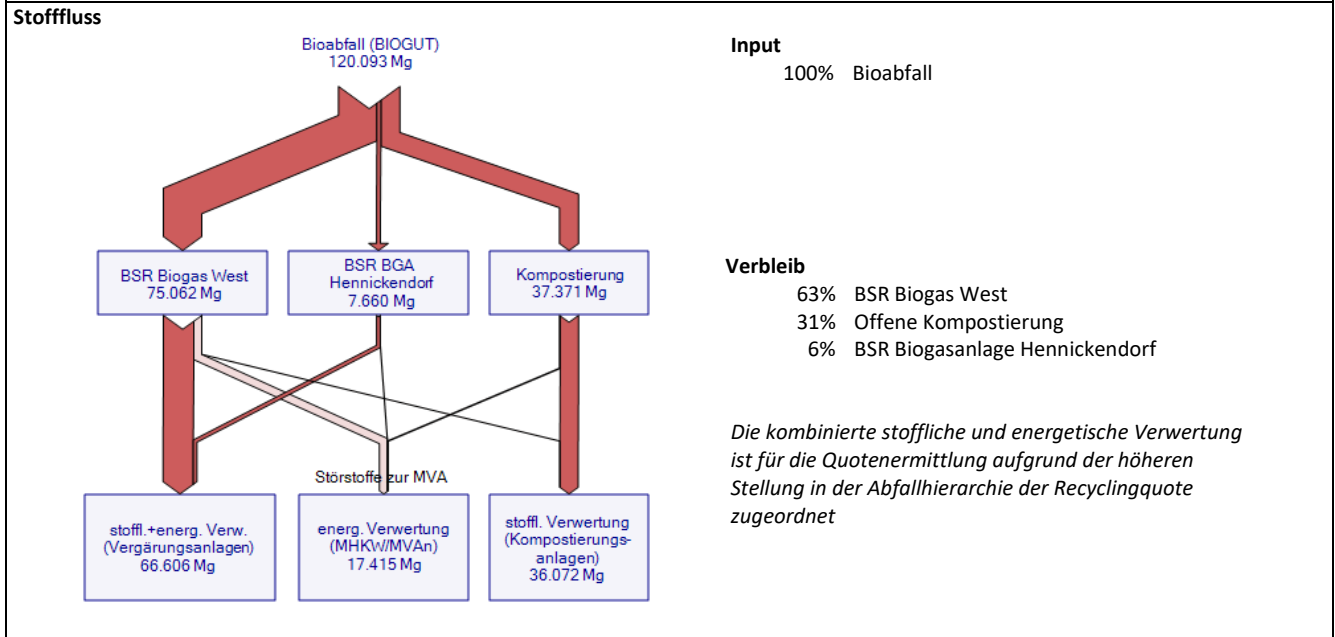 Stofffluss
Bioabfall (BIOGUT)
120.093 Mg
Input
100% Bioabfall
BSR Biogas West
75.062 Mg
BSR BGA
Hennickendorf
7.660 Mg
Kompostierung
37.371 Mg
Verbleib
63% BSR Biogas West
31% Offene Kompostierung
6% BSR Biogasanlage Hennickendorf
Die kombinierte stoffliche und energetische Verwertung
ist für die Quotenermittlung aufgrund der höheren
Stellung in der Abfallhierarchie der Recyclingquote
zugeordnet
Störstoffe zur MVA
stoffl.+energ. Verw.
(Vergärungsanlagen)
66.606 Mg
energ. Verwertung
(MHKW/MVAn)
17.415 Mg
stoffl. Verwertung
(Kompostierungs-
anlagen)
36.072 Mg